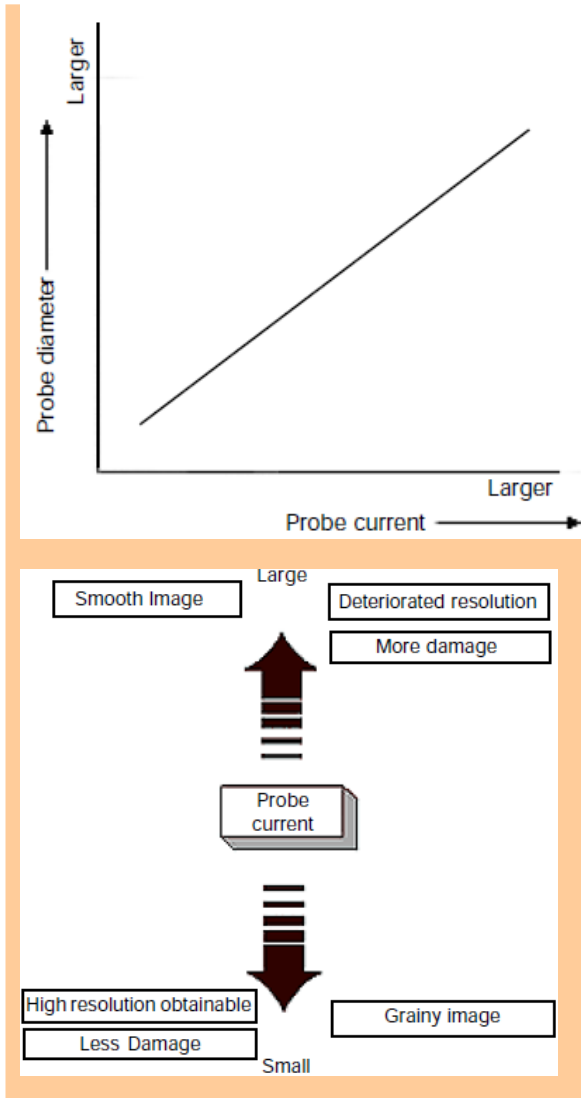 Larger
Probe diameter
Larger
Probe current
Large
Smooth Image
Deteriorated resolution
More damage
Probe
current
High resolution obtainable
Grainy image
Less Damage
Small